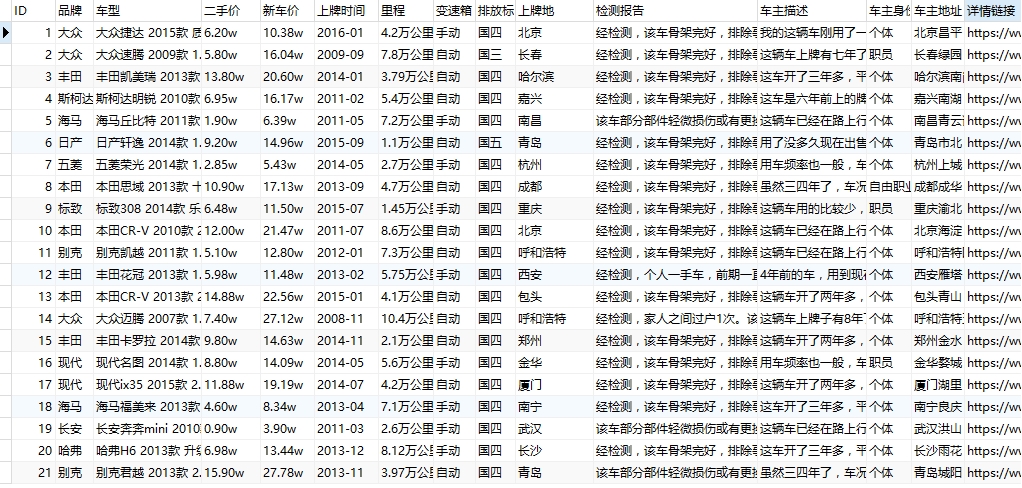 ID 品牌 车型 二手价 新车价 上牌时间 里程 变速箱 排放标 上牌地 检测报告 车主描述 车主身份 车主地址 详情链接
1 大众 大众捷达 2015款 质 6.20w 10.38w 2016-01 4.2万公里 手动 国四 北京 经检测，该车骨架完好，排除事 我的这辆车刚用了一 个体 北京昌平 https://ww
2 大众 大众速腾 2009款 1. 5.80w 16.04w 2009-09 7.8万公里 自动 国三 长春 经检测，该车骨架完好，排除事 这辆车上牌有七年了 职员 长春绿园 https://ww
3 丰田 丰田凯美瑞 2013款 13.80w 20.60w 2014-01 3.79万公里 自动 国四 哈尔滨 经检测，该车骨架完好，排除事 这车开了三年多，平 个体 哈尔滨南 https://ww
4 斯柯达 斯柯达明锐 2010款 6.95w 16.17w 2011-02 5.4万公里 自动 国四 嘉兴 经检测，该车骨架完好，排除事 这车是六年前上的牌 个体 嘉兴南湖 https://ww
5 海马 海马丘比特 2011款 1.90w 6.39w 2011-05 7.2万公里 手动 国四 南昌 该车部分部件轻微损伤或有更换 这辆车已经在路上行 个体 南昌青云 https://ww
6 日产 日产轩逸 2014款 1. 9.20w 14.96w 2015-09 1.1万公里 自动 国五 青岛 经检测，该车骨架完好，排除事 用了没多久现在出售 个体 青岛市北 https://ww
7 五菱 五菱荣光 2014款 1. 2.85w 5.43w 2014-05 2.7万公里 手动 国四 杭州 经检测，该车骨架完好，排除事 用车频率也一般，车 个体 杭州上城 https://ww
8 本田 本田思域 2013款 十 10.90w 17.13w 2013-09 4.7万公里 自动 国四 成都 经检测，该车骨架完好，排除事 虽然三四年了，车况 自由职业 成都成华 https://ww
9 标致 标致308 2014款 乐 6.48w 11.50w 2015-07 1.45万公里 手动 国四 重庆 经检测，该车骨架完好，排除事 这辆车用的比较少， 职员 重庆渝北 https://ww
10 本田 本田CR-V 2010款 2 12.00w 21.47w 2011-07 8.6万公里 自动 国四 北京 经检测，该车骨架完好，排除事 这辆车已经在路上行 个体 北京海淀 https://ww
11 别克 别克凯越 2011款 1. 5.10w 12.80w 2012-01 7.3万公里 自动 国四 呼和浩特 经检测，该车骨架完好，排除事 这辆车已经在路上行 个体 呼和浩特 https://ww
12 丰田 丰田花冠 2013款 1. 5.98w 11.48w 2013-02 5.75万公里 手动 国四 西安 经检测，个人一手车，前期一直 4年前的车，用到现在 个体 西安雁塔 https://ww
13 本田 本田CR-V 2013款 2 14.88w 22.56w 2015-01 4.1万公里 自动 国四 包头 经检测，该车骨架完好，排除事 这辆车开了两年多， 个体 包头青山 https://ww
14 大众 大众迈腾 2007款 1. 7.40w 27.12w 2008-11 10.4万公里 自动 国四 呼和浩特 经检测，家人之间过户1次。该 这辆车上牌子有8年 个体 呼和浩特 https://ww
15 丰田 丰田卡罗拉 2014款 9.80w 14.63w 2014-11 2.1万公里 自动 国四 郑州 经检测，该车骨架完好，排除事 这辆车开了两年多， 个体 郑州金水 https://ww
16 现代 现代名图 2014款 1. 8.80w 14.09w 2014-05 5.6万公里 手动 国四 金华 经检测，该车骨架完好，排除事 用车频率也一般，车 职员 金华婺城 https://ww
17 现代 现代ix35 2015款 2. 11.88w 19.19w 2014-07 4.2万公里 自动 国四 厦门 经检测，该车骨架完好，排除事 这辆车开了两年多， 个体 厦门湖里 https://ww
18 海马 海马福美来 2013款 4.60w 8.34w 2013-04 7.1万公里 手动 国四 南宁 经检测，该车骨架完好，排除事 这车开了三年多，平 个体 南宁良庆 https://ww
19 长安 长安奔奔mini 2010 0.90w 3.90w 2011-03 2.6万公里 手动 国四 武汉 该车部分部件轻微损伤或有更换 这辆车已经在路上行 个体 武汉洪山 https://ww
20 哈弗 哈弗H6 2013款 升级 6.98w 13.44w 2013-12 8.12万公里 手动 国四 长沙 经检测，该车骨架完好，排除事 这车开了三年多，平 个体 长沙雨花 https://ww
21 别克 别克君越 2013款 2. 15.90w 27.78w 2013-11 3.97万公里 自动 国四 青岛 该车部分部件轻微损伤或有更换 虽然三四年了，车况 个体 青岛城阳 https://ww